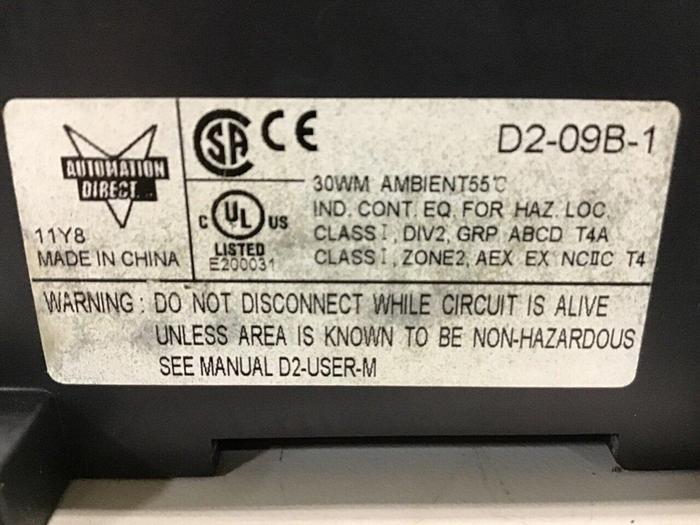 AUTOMATION
DIRECT
11Y8
MADE IN CHINA
SA CE
C UL US
LISTED
E200031
D2-09B-1
30WM AMBIENT55℃
IND. CONT. EQ. FOR HAZ. LOC.
CLASS I, DIV2, GRP ABCD T4A
CLASS I, ZONE2, AEX EX NCIIC T4
WARNING : DO NOT DISCONNECT WHILE CIRCUIT IS ALIVE
UNLESS AREA IS KNOWN TO BE NON-HAZARDOUS
SEE MANUAL D2-USER-M